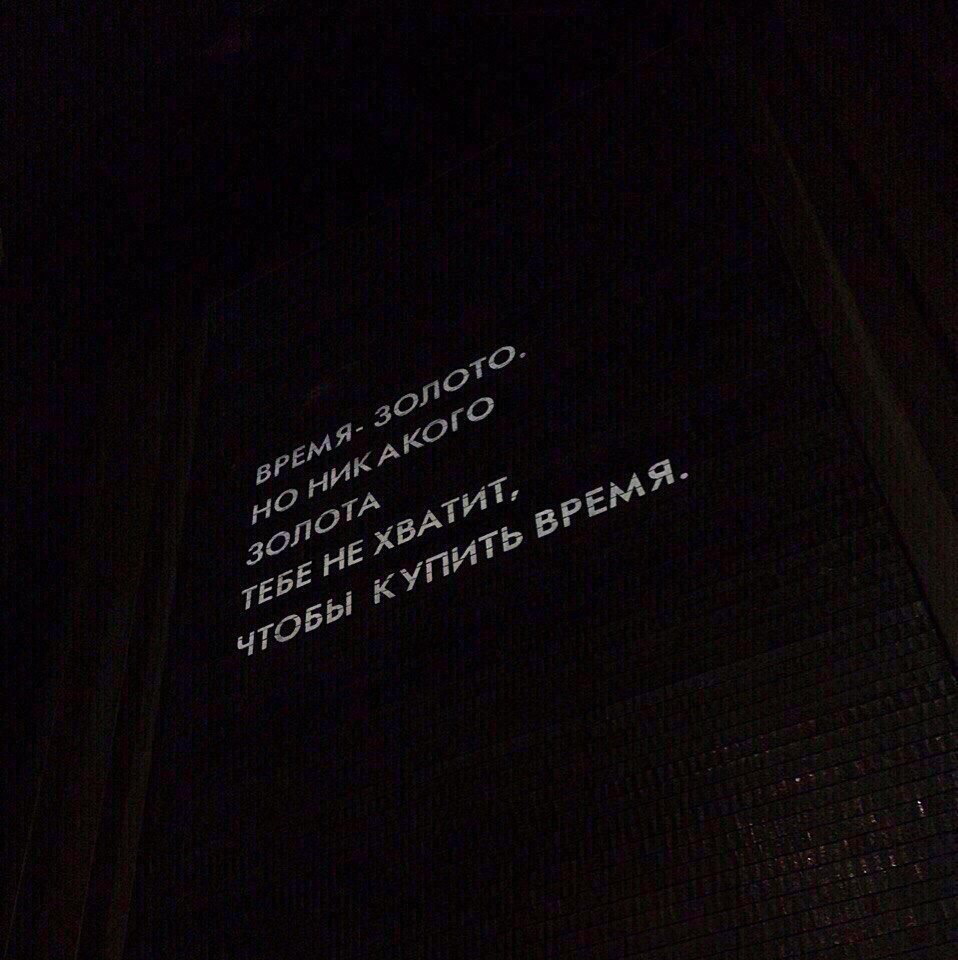 ВРЕМЯ- ЗОЛОТО.
НО НИКАКОГО
ЗОЛОТА
ТЕБЕ НЕ ХВАТИТ,
ЧТОБЫ КУПИТЬ ВРЕМЯ.